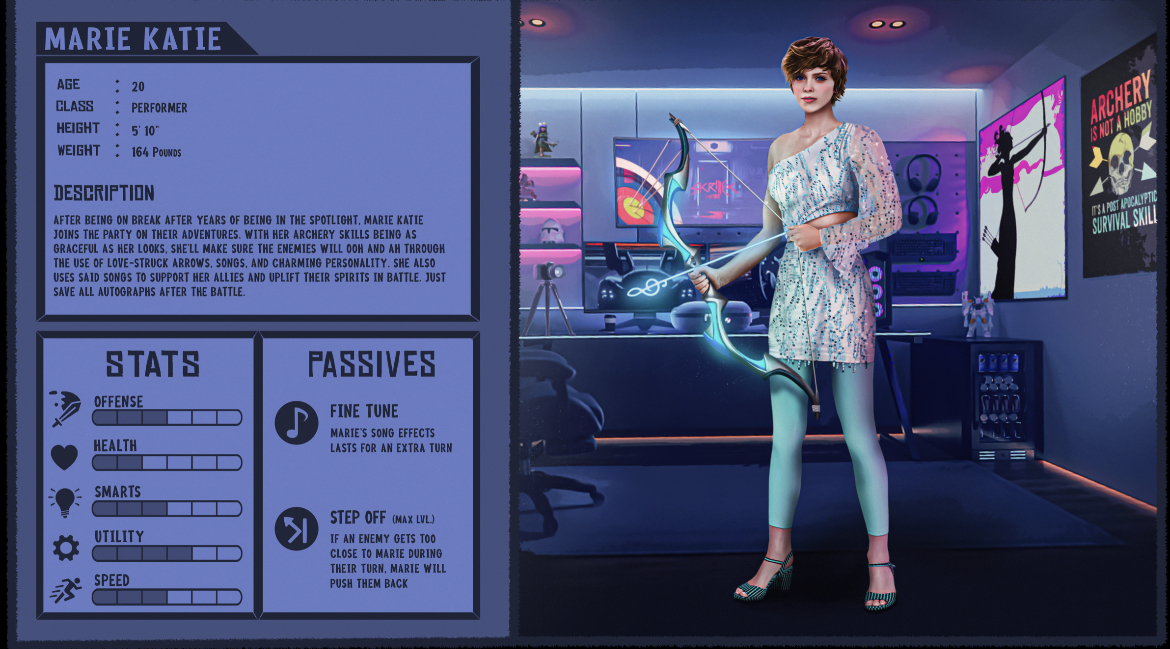 MARIE KATIE
AGE : 20
CLASS : PERFORMER
HEIGHT : 5' 10"
WEIGHT : 164 POUNDS
DESCRIPTION
AFTER BEING ON BREAK AFTER YEARS OF BEING IN THE SPOTLIGHT, MARIE KATIE
JOINS THE PARTY ON THEIR ADVENTURES. WITH HER ARCHERY SKILLS BEING AS
GRACEFUL AS HER LOOKS, SHE'LL MAKE SURE THE ENEMIES WILL OOH AND AH THROUGH
THE USE OF LOVE-STRUCK ARROWS, SONGS, AND CHARMING PERSONALITY. SHE ALSO
USES SAID SONGS TO SUPPORT HER ALLIES AND UPLIFT THEIR SPIRITS IN BATTLE. JUST
SAVE ALL AUTOGRAPHS AFTER THE BATTLE.
STATS
OFFENSE
HEALTH
SMARTS
UTILITY
SPEED
PASSIVES
FINE TUNE
MARIE'S SONG EFFECTS
LASTS FOR AN EXTRA TURN
STEP OFF (MAX LVL.)
IF AN ENEMY GETS TOO
CLOSE TO MARIE DURING
THEIR TURN, MARIE WILL
PUSH THEM BACK
ARCHERY
IS NOT A HOBBY
IT'S A POST APOCALYPTIC
SURVIVAL SKILL